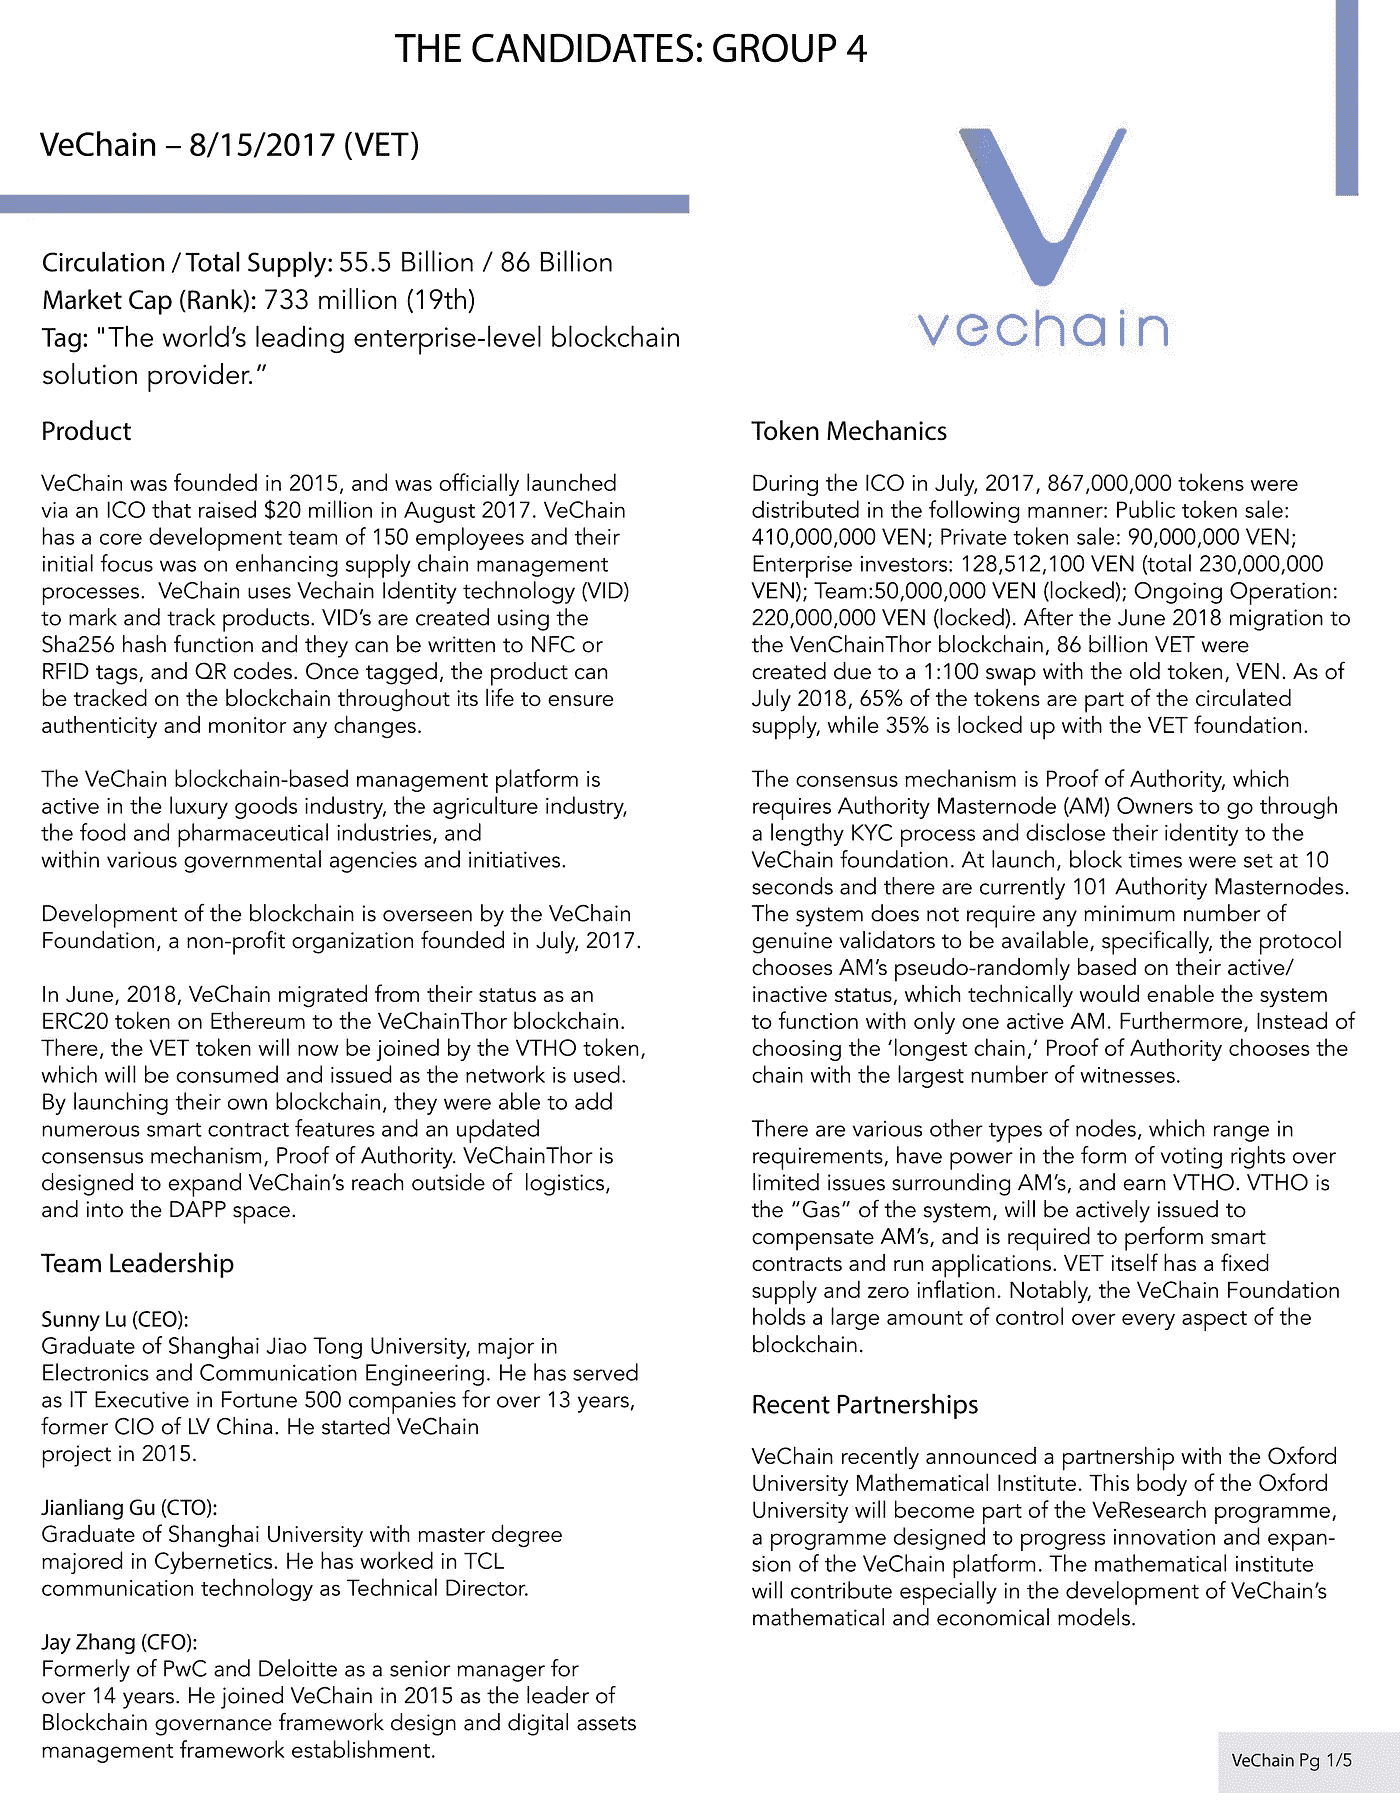 THE CANDIDATES: GROUP 4
VeChain – 8/15/2017 (VET)
vechain
Circulation / Total Supply: 55.5 Billion / 86 Billion
Market Cap (Rank): 733 million (19th)
Tag: "The world’s leading enterprise-level blockchain
solution provider.”
Product
VeChain was founded in 2015, and was officially launched
via an ICO that raised $20 million in August 2017. VeChain
has a core development team of 150 employees and their
initial focus was on enhancing supply chain management
processes.  VeChain uses Vechain Identity technology (VID)
to mark and track products. VID’s are created using the
Sha256 hash function and they can be written to NFC or
RFID tags, and QR codes. Once tagged, the product can
be tracked on the blockchain throughout its life to ensure
authenticity and monitor any changes.
The VeChain blockchain-based management platform is
active in the luxury goods industry, the agriculture industry,
the food and pharmaceutical industries, and
within various governmental agencies and initiatives.
Development of the blockchain is overseen by the VeChain
Foundation, a non-profit organization founded in July, 2017.
In June, 2018, VeChain migrated from their status as an
ERC20 token on Ethereum to the VeChainThor blockchain.
There, the VET token will now be joined by the VTHO token,
which will be consumed and issued as the network is used.
By launching their own blockchain, they were able to add
numerous smart contract features and an updated
consensus mechanism, Proof of Authority. VeChainThor is
designed to expand VeChain’s reach outside of  logistics,
and into the DAPP space.
Team Leadership
Sunny Lu (CEO):
Graduate of Shanghai Jiao Tong University, major in
Electronics and Communication Engineering. He has served
as IT Executive in Fortune 500 companies for over 13 years,
former CIO of LV China. He started VeChain
project in 2015.
Jianliang Gu (CTO):
Graduate of Shanghai University with master degree
majored in Cybernetics. He has worked in TCL
communication technology as Technical Director.
Jay Zhang (CFO):
Formerly of PwC and Deloitte as a senior manager for
over 14 years. He joined VeChain in 2015 as the leader of
Blockchain governance framework design and digital assets
management framework establishment.
Token Mechanics
During the ICO in July, 2017, 867,000,000 tokens were
distributed in the following manner: Public token sale:
410,000,000 VEN; Private token sale: 90,000,000 VEN;
Enterprise investors: 128,512,100 VEN (total 230,000,000
VEN); Team:50,000,000 VEN (locked); Ongoing Operation:
220,000,000 VEN (locked). After the June 2018 migration to
the VenChainThor blockchain, 86 billion VET were
created due to a 1:100 swap with the old token, VEN. As of
July 2018, 65% of the tokens are part of the circulated
supply, while 35% is locked up with the VET foundation.
The consensus mechanism is Proof of Authority, which
requires Authority Masternode (AM) Owners to go through
a lengthy KYC process and disclose their identity to the
VeChain foundation. At launch, block times were set at 10
seconds and there are currently 101 Authority Masternodes.
The system does not require any minimum number of
genuine validators to be available, specifically, the protocol
chooses AM’s pseudo-randomly based on their active/
inactive status, which technically would enable the system
to function with only one active AM. Furthermore, Instead of
choosing the ‘longest chain,’ Proof of Authority chooses the
chain with the largest number of witnesses.
There are various other types of nodes, which range in
requirements, have power in the form of voting rights over
limited issues surrounding AM’s, and earn VTHO. VTHO is
the “Gas” of the system, will be actively issued to
compensate AM’s, and is required to perform smart
contracts and run applications. VET itself has a fixed
supply and zero inflation. Notably, the VeChain Foundation
holds a large amount of control over every aspect of the
blockchain.
Recent Partnerships
VeChain recently announced a partnership with the Oxford
University Mathematical Institute. This body of the Oxford
University will become part of the VeResearch programme,
a programme designed to progress innovation and expan-
sion of the VeChain platform. The mathematical institute
will contribute especially in the development of VeChain’s
mathematical and economical models.
VeChain Pg 1/5